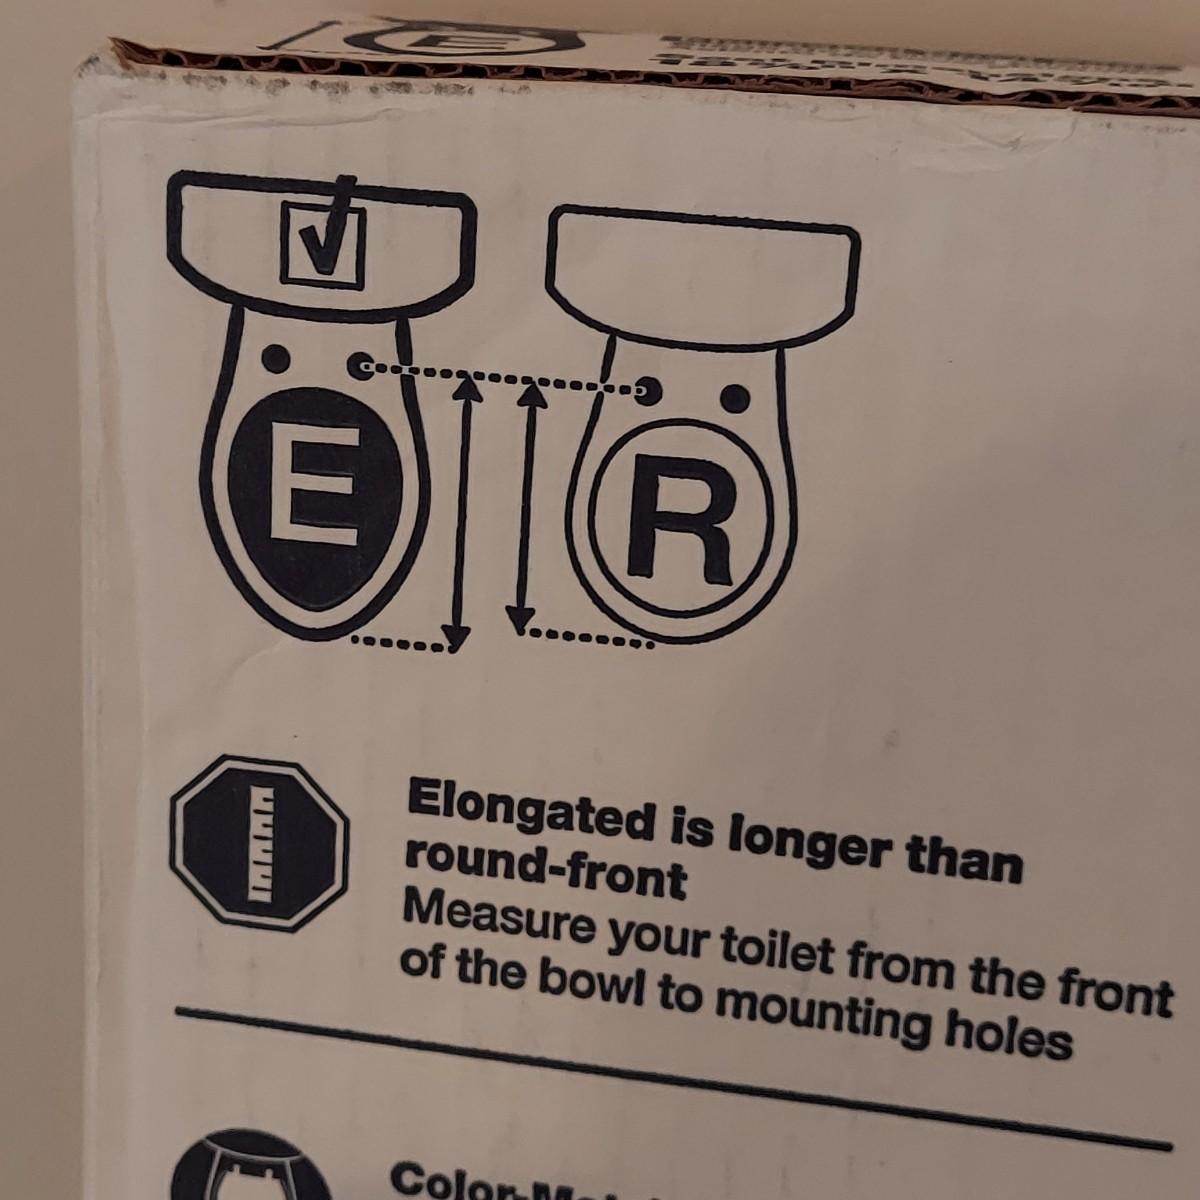 E
E
R
Elongated is longer than
round-front
Measure your toilet from the front
of the bowl to mounting holes